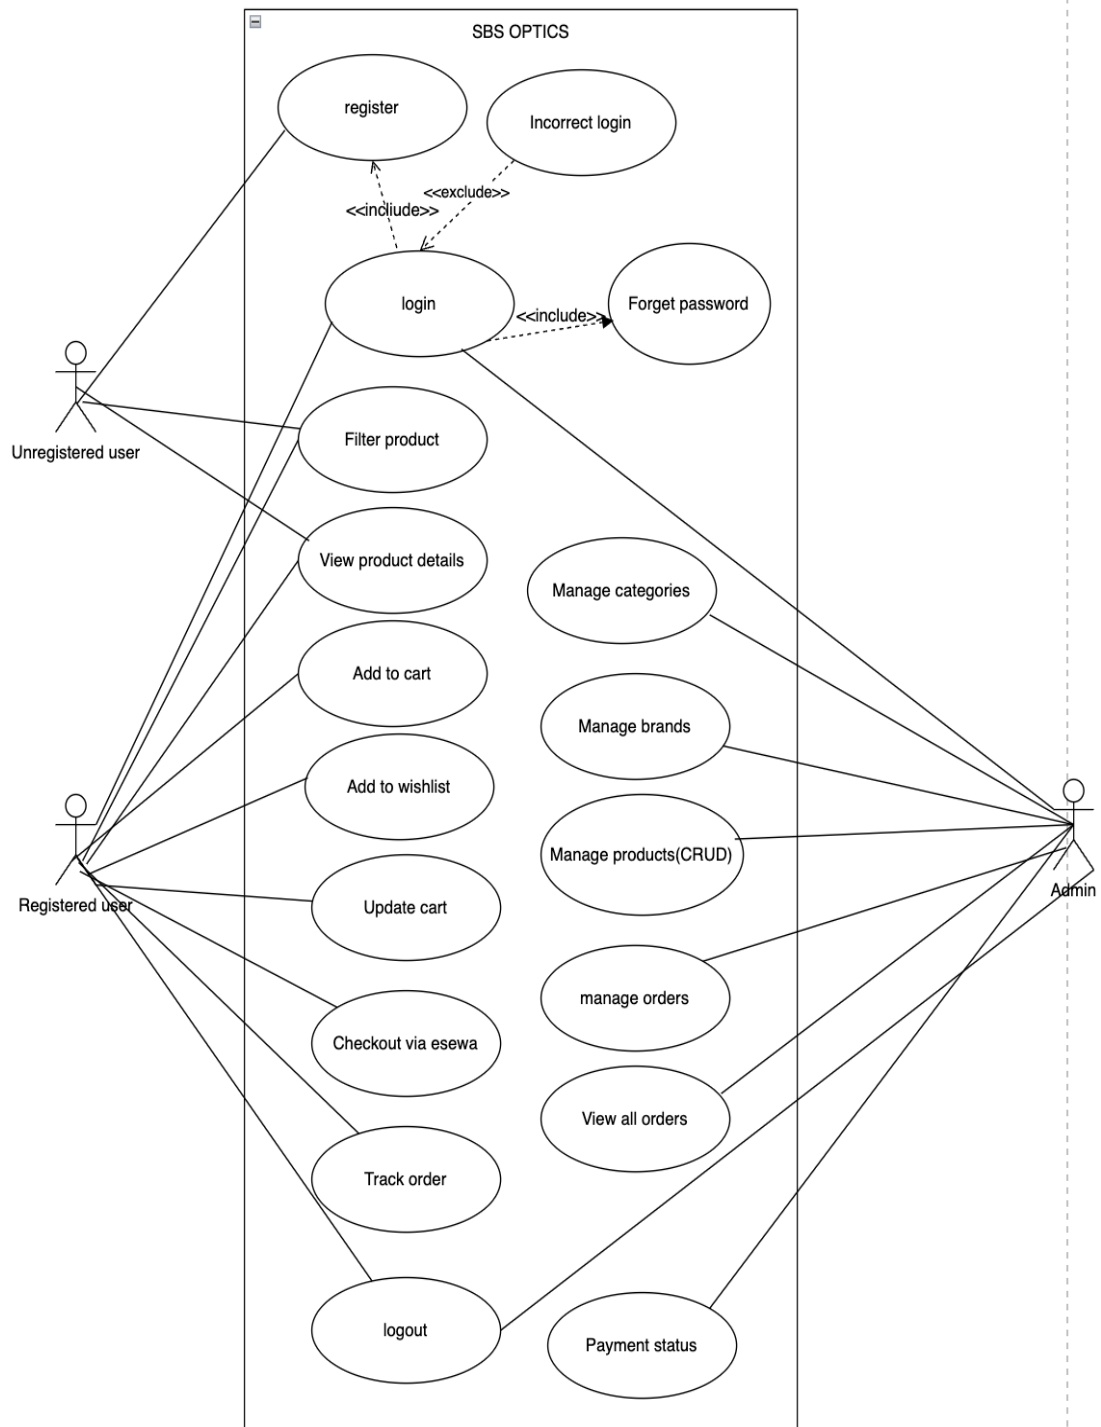 SBS OPTICS
register
Incorrect login
<<exclude>>
<<incliude>>
login
<<include>>
Forget password
Unregistered user
Filter product
View product details
Manage categories
Add to cart
Manage brands
Add to wishlist
Manage products(CRUD)
Registered user
Update cart
Admin
manage orders
Checkout via esewa
View all orders
Track order
logout
Payment status